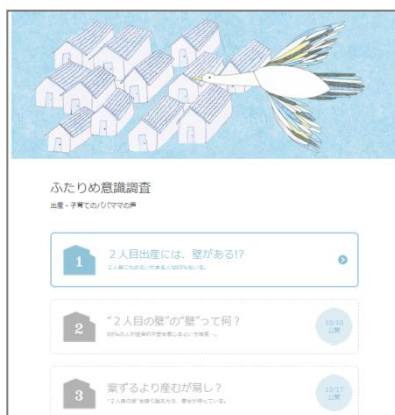 ふたりめ意識調査
出産・子育てのパパママの声
1
2人目出産には、壁がある!?
2
“2人目の壁”の“壁”って何？
10/10
公開
3
案ずるより産むが易し？
10/17
公開